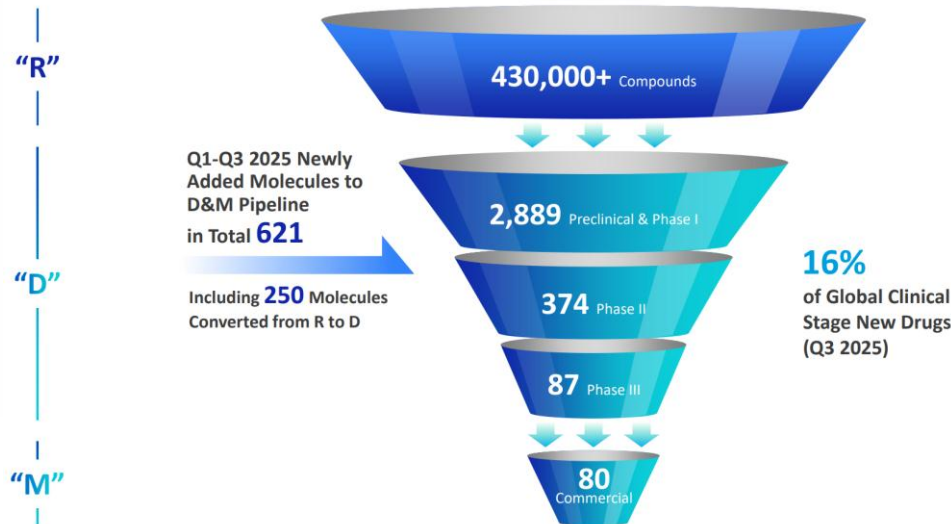 “R”
430,000+ Compounds
Q1-Q3 2025 Newly
Added Molecules to
D&M Pipeline
in Total 621
Including 250 Molecules
Converted from R to D
“D”
2,889 Preclinical & Phase I
374 Phase II
87 Phase III
16%
of Global Clinical
Stage New Drugs
(Q3 2025)
“M”
80
Commercial